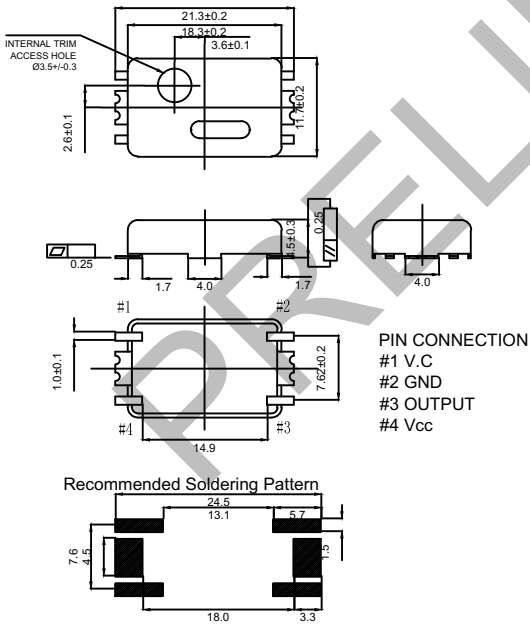 21.3±0.2
18.3±0.2
3.6±0.1
INTERNAL TRIM
ACCESS HOLE
Ø3.5+/-0.3
2.6±0.1
11.7±0.2
0.25
1.7
4.0
4.5±0.3
0.25
1.7
4.0
#1
#2
1.0±0.1
7.62±0.2
#4
#3
14.9
PIN CONNECTION
#1 V.C
#2 GND
#3 OUTPUT
#4 Vcc
Recommended Soldering Pattern
24.5
13.1
5.7
7.6
4.5
1.5
18.0
3.3
PRELI